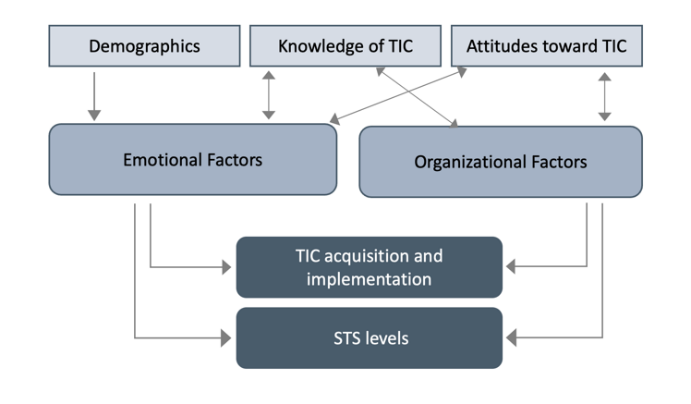 Demographics
Knowledge of TIC
Attitudes toward TIC
Emotional Factors
Organizational Factors
TIC acquisition and
implementation
STS levels